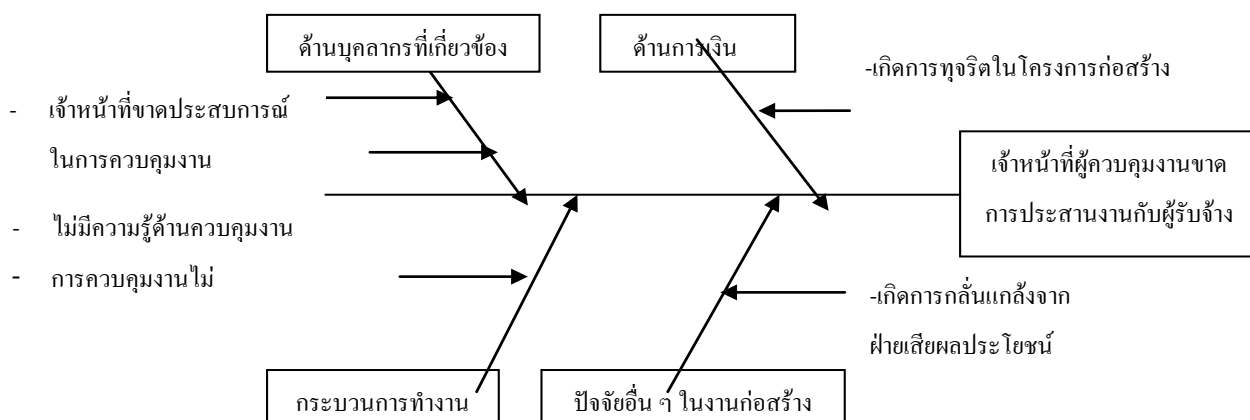 ด้านบุคลากรที่เกี่ยวข้อง
ด้านการเงิน
-เกิดการทุจริตในโครงการก่อสร้าง
- เจ้าหน้าที่ขาดประสบการณ์
ในการควบคุมงาน
เจ้าหน้าที่ผู้ควบคุมงานขาด
การประสานงานกับผู้รับจ้าง
- ไม่มีความรู้ด้านควบคุมงาน
- การควบคุมงานไม่
-เกิดการกลั่นแกล้งจาก
ฝ่ายเสียผลประโยชน์
กระบวนการทำงาน
ปัจจัยอื่น ๆ ในงานก่อสร้าง